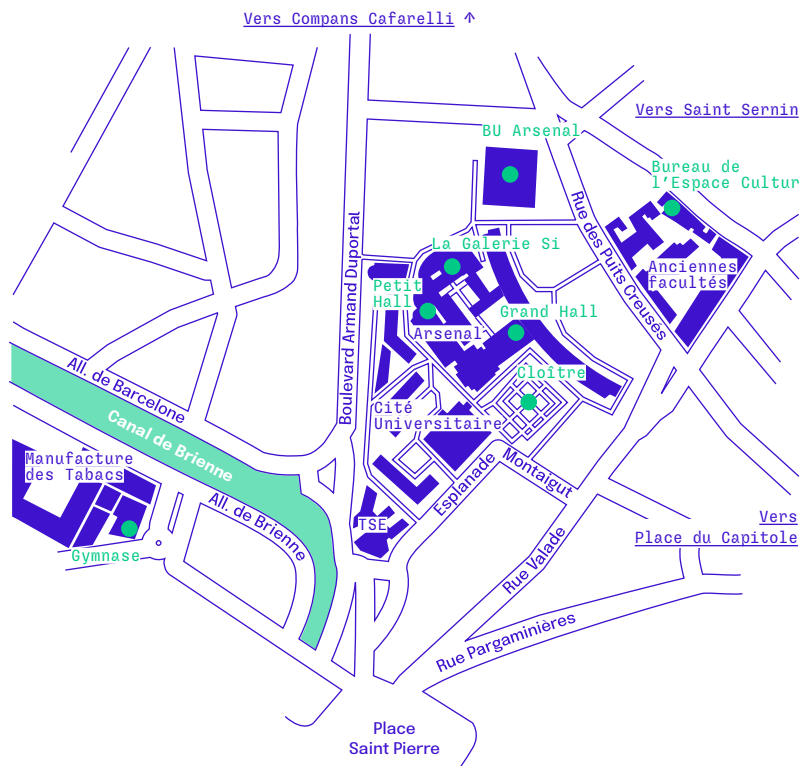 Vers Compans Cafarelli ↑
Vers Saint Sernin
BU Arsenal
Bureau de
l'Espace Cultur
Rue des Puits Creusés
La Galerie Si
Anciennes
facultés
Petit
Hall
Grand Hall
Arsenal
Boulevard Armand Duportal
Cloître
All. de Barcelone
Cité
Universitaire
Canal de Brienne
Manufacture
des Tabacs
Esplanade
Montaigut
All. de Brienne
TSE
Vers
Place du Capitole
Gymnase
Rue Valade
Rue Pargaminières
Place
Saint Pierre